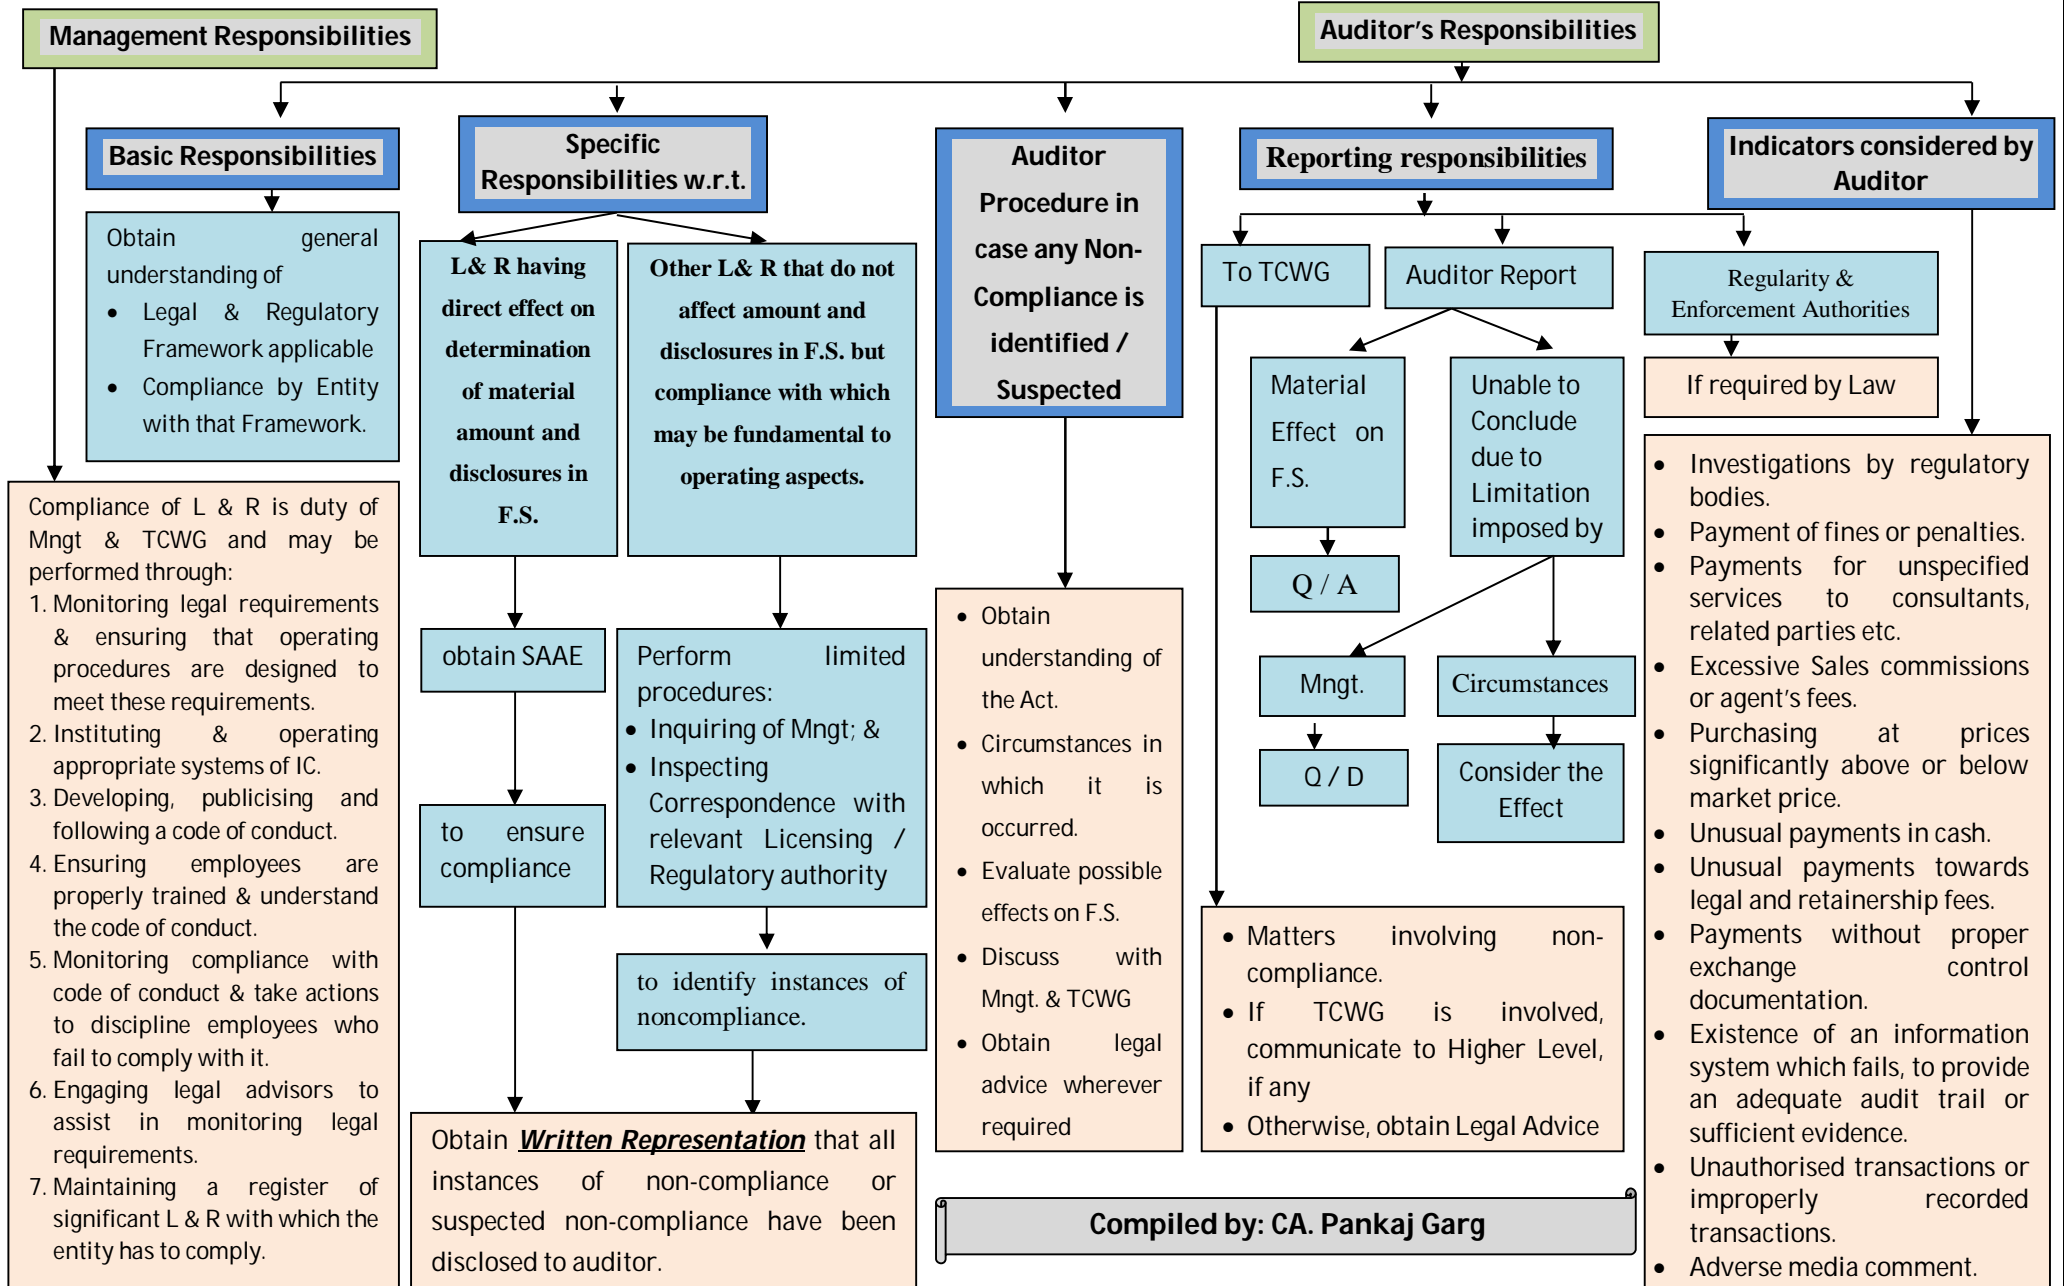 Management Responsibilities
Auditor's Responsibilities
Basic Responsibilities
Specific
Responsibilities w.r.t.
Auditor
Procedure in
case any Non-
Compliance is
identified /
Suspected
Reporting responsibilities
Indicators considered by
Auditor
Obtain general
understanding of
• Legal & Regulatory
Framework applicable
• Compliance by Entity
with that Framework.
L& R having
direct effect on
determination
of material
amount and
disclosures in
F.S.
Other L& R that do not
affect amount and
disclosures in F.S. but
compliance with which
may be fundamental to
operating aspects.
To TCWG
Auditor Report
Regularity &
Enforcement Authorities
Material
Effect on
F.S.
Unable to
Conclude
due to
Limitation
imposed by
If required by Law
Compliance of L & R is duty of
Mngt & TCWG and may be
performed through:
1. Monitoring legal requirements
& ensuring that operating
procedures are designed to
meet these requirements.
2. Instituting & operating
appropriate systems of IC.
3. Developing, publicising and
following a code of conduct.
4. Ensuring employees are
properly trained & understand
the code of conduct.
5. Monitoring compliance with
code of conduct & take actions
to discipline employees who
fail to comply with it.
6. Engaging legal advisors to
assist in monitoring legal
requirements.
7. Maintaining a register of
significant L & R with which the
entity has to comply.
obtain SAAE
to ensure
compliance
Perform limited
procedures:
• Inquiring of Mngt; &
• Inspecting
Correspondence with
relevant Licensing /
Regulatory authority
to identify instances of
noncompliance.
Obtain Written Representation that all
instances of non-compliance or
suspected non-compliance have been
disclosed to auditor.
• Obtain
understanding of
the Act.
• Circumstances in
which it is
occurred.
• Evaluate possible
effects on F.S.
• Discuss with
Mngt. & TCWG
• Obtain legal
advice wherever
required
Q / A
Mngt.
Circumstances
Q / D
Consider the
Effect
• Matters involving non-
compliance.
• If TCWG is involved,
communicate to Higher Level,
if any
• Otherwise, obtain Legal Advice
• Investigations by regulatory
bodies.
• Payment of fines or penalties.
• Payments for unspecified
services to consultants,
related parties etc.
• Excessive Sales commissions
or agent's fees.
• Purchasing at prices
significantly above or below
market price.
• Unusual payments in cash.
• Unusual payments towards
legal and retainership fees.
• Payments without proper
exchange control
documentation.
• Existence of an information
system which fails, to provide
an adequate audit trail or
sufficient evidence.
• Unauthorised transactions or
improperly recorded
transactions.
• Adverse media comment.
Compiled by: CA. Pankaj Garg